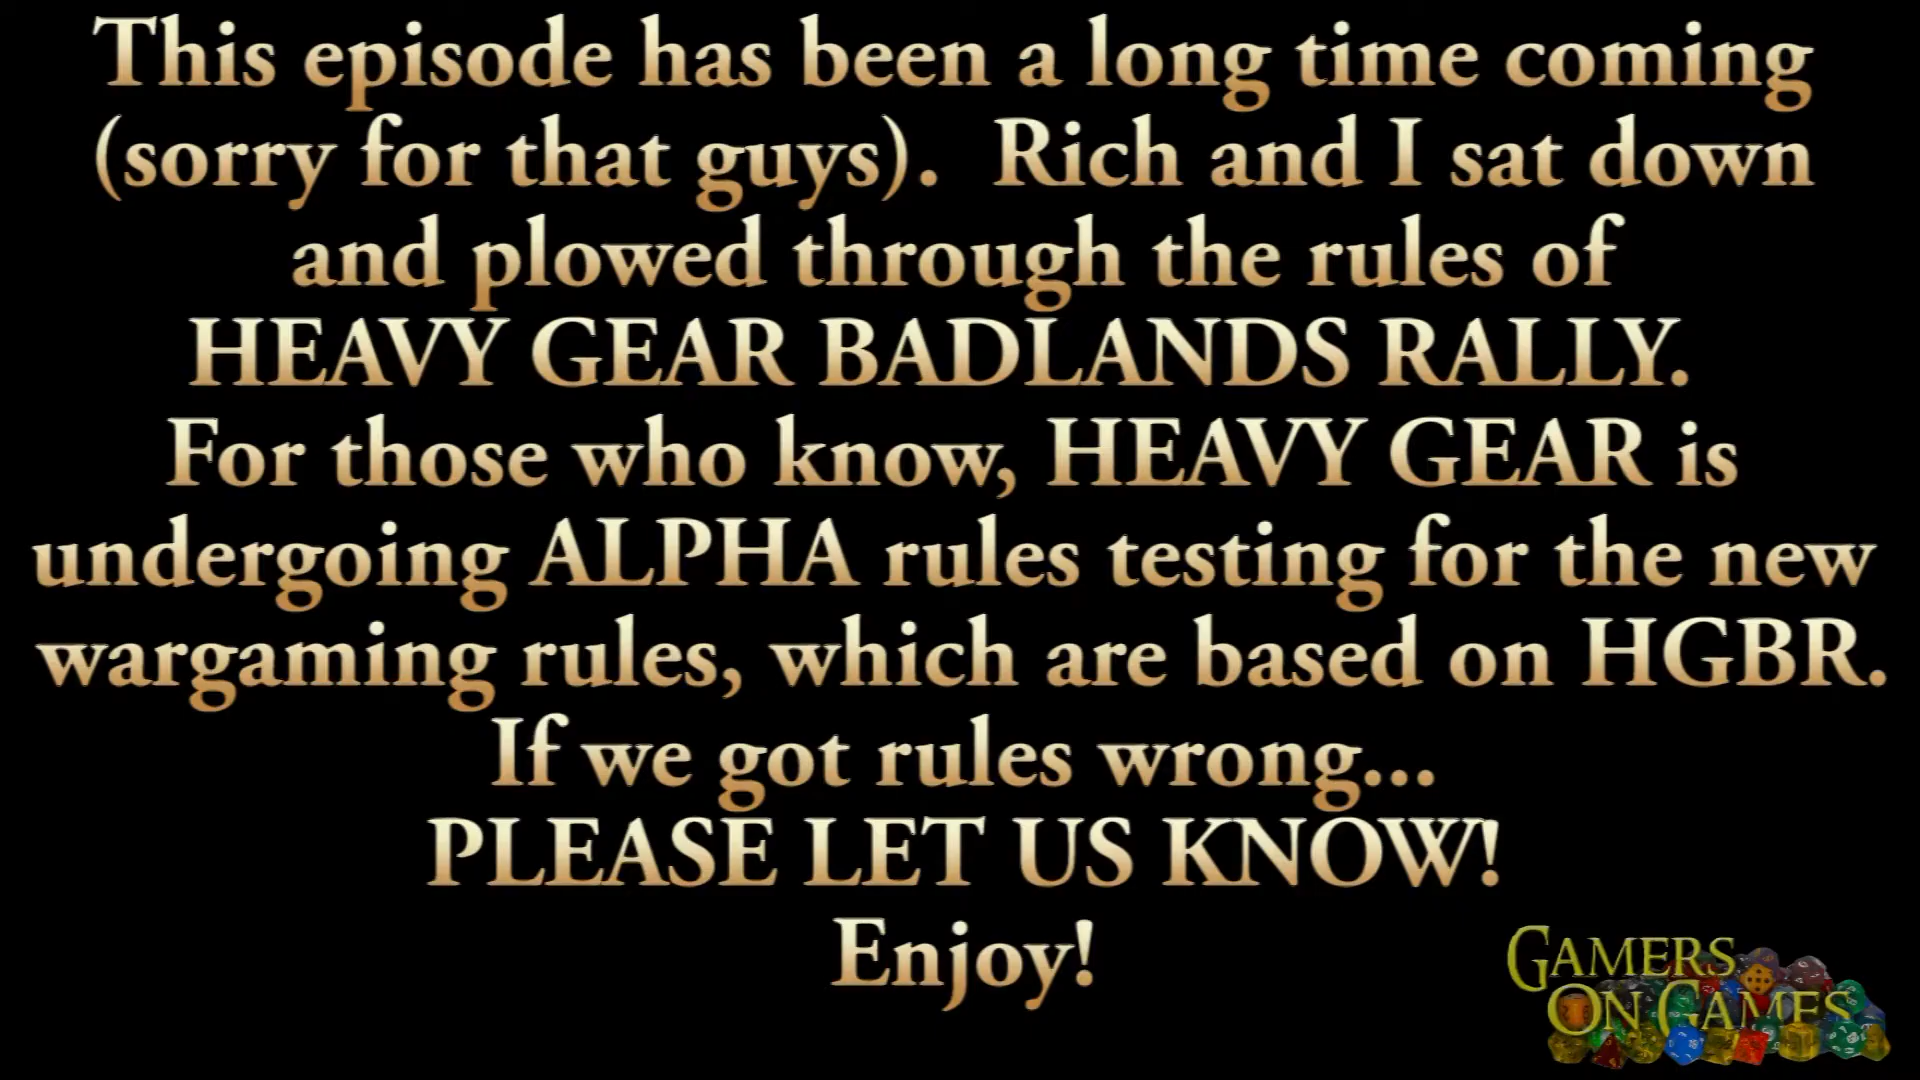 This episode has been a long time coming
(sorry for that guys).  Rich and I sat down
and plowed through the rules of
HEAVY GEAR BADLANDS RALLY.
For those who know, HEAVY GEAR is
undergoing ALPHA rules testing for the new
wargaming rules, which are based on HGBR.
If we got rules wrong...
PLEASE LET US KNOW!
Enjoy!
GAMERS
ON GAMES